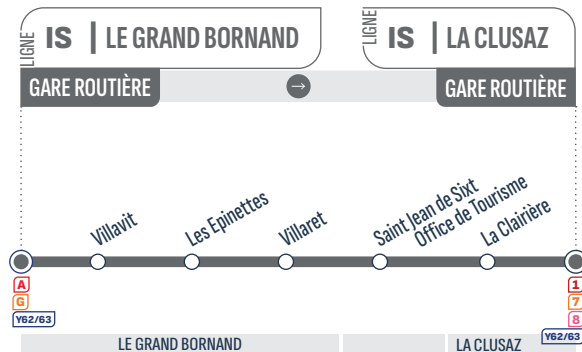 LIGNE IS | LE GRAND BORNAND
LIGNE IS | LA CLUSAZ
GARE ROUTIÈRE
→
GARE ROUTIÈRE
Villavit
Les Epinettes
Villaret
Saint Jean de Sixt
Office de Tourisme
La Clairière
A
G
Y62/63
1
7
8
Y62/63
LE GRAND BORNAND
LA CLUSAZ